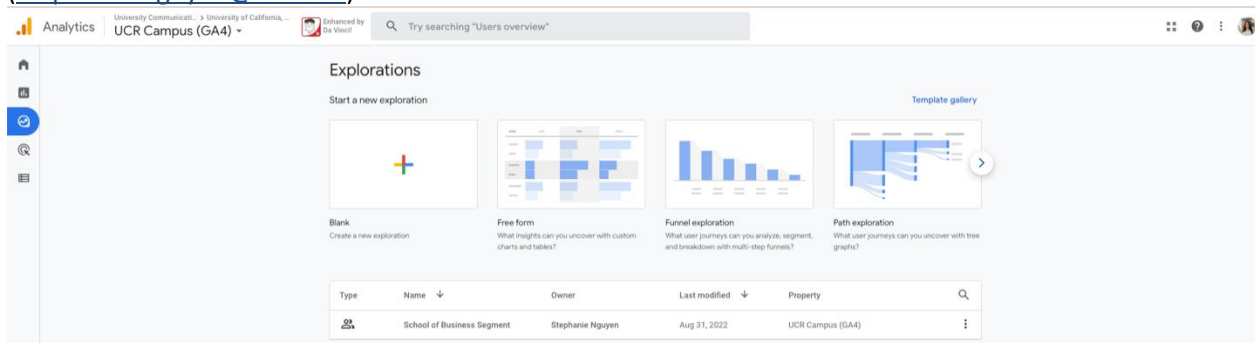 University Communicati... > University of California, ...
Analytics
UCR Campus (GA4)
Enhanced by
Da Vinci!
Try searching "Users overview"
Explorations
Start a new exploration
Template gallery
Blank
Create a new exploration
Free form
What insights can you uncover with custom
charts and tables?
Funnel exploration
What user journeys can you analyze, segment,
and breakdown with multi-step funnels?
Path exploration
What user journeys can you uncover with tree
graphs?
Type Name Owner Last modified Property
School of Business Segment Stephanie Nguyen Aug 31, 2022 UCR Campus (GA4)